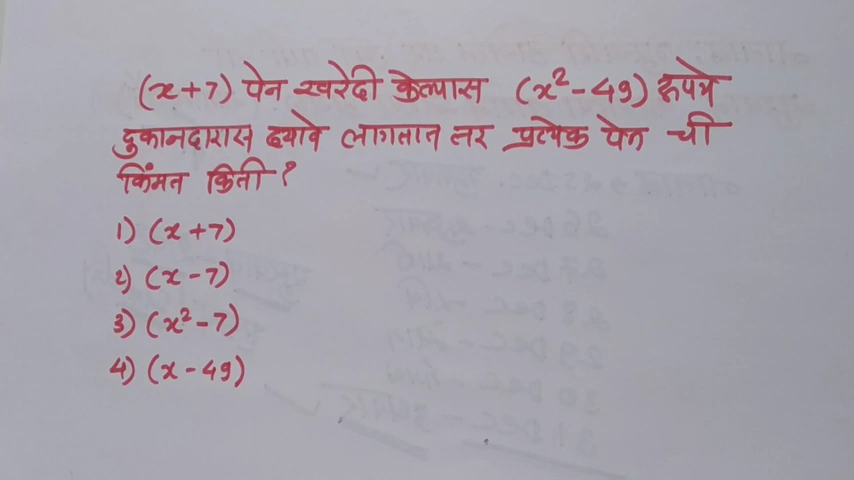 (x+7) पेन खरेदी केल्यास (x²-49) रूपये
दुकानदारास द्यावे लागतात तर प्रत्येक पेन ची
किंमत किती ?
1) (x+7)
2) (x-7)
3) (x²-7)
4) (x-49)